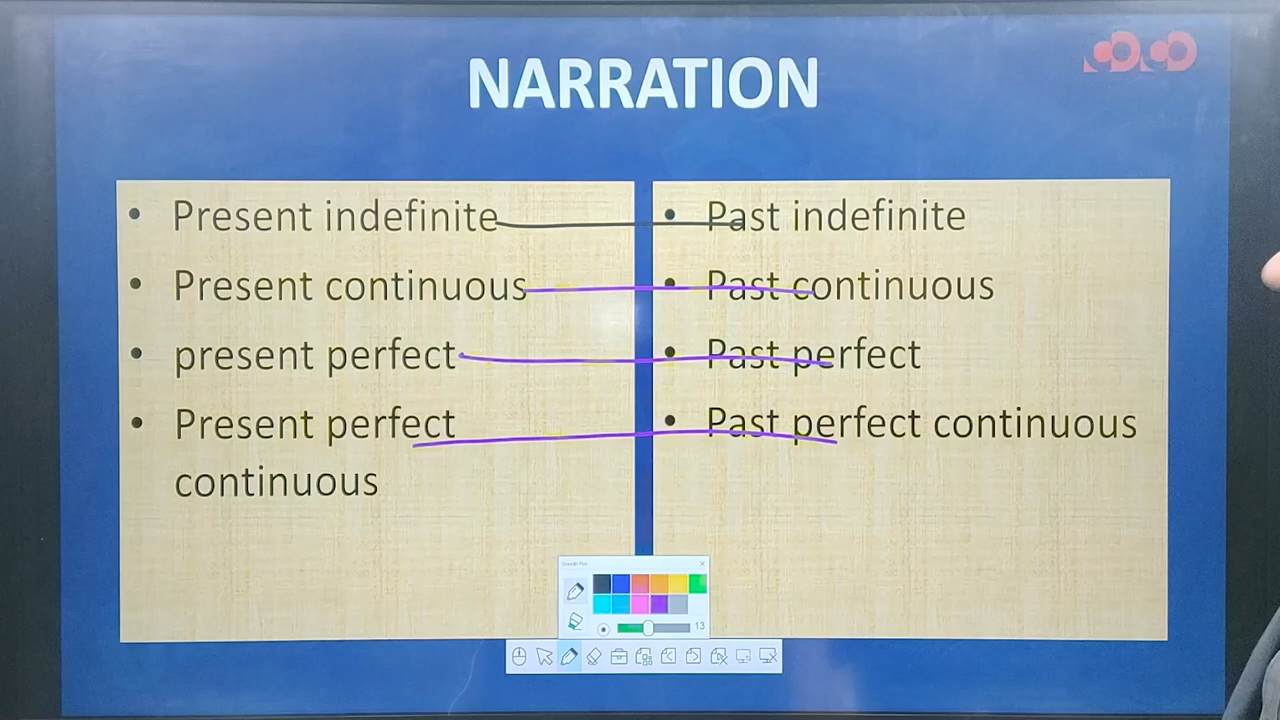 NARRATION
• Present indefinite
• Present continuous
• present perfect
• Present perfect
continuous
• Past indefinite
• Past continuous
• Past perfect
• Past perfect continuous
13